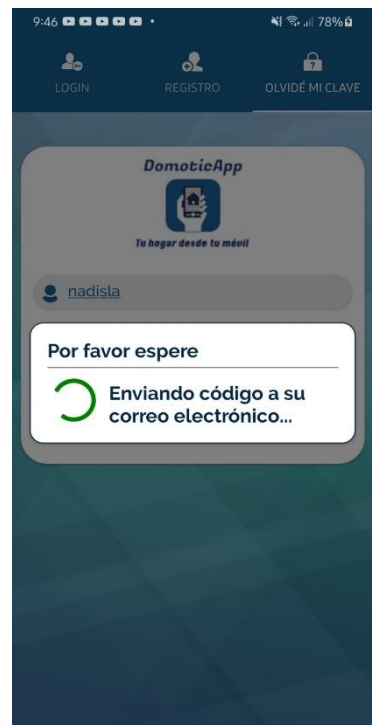 9:46
78%
LOGIN
REGISTRO
OLVIDÉ MI CLAVE
DomoticApp
Tu hogar desde tu móvil
nadisla
Por favor espere
Enviando código a su
correo electrónico...